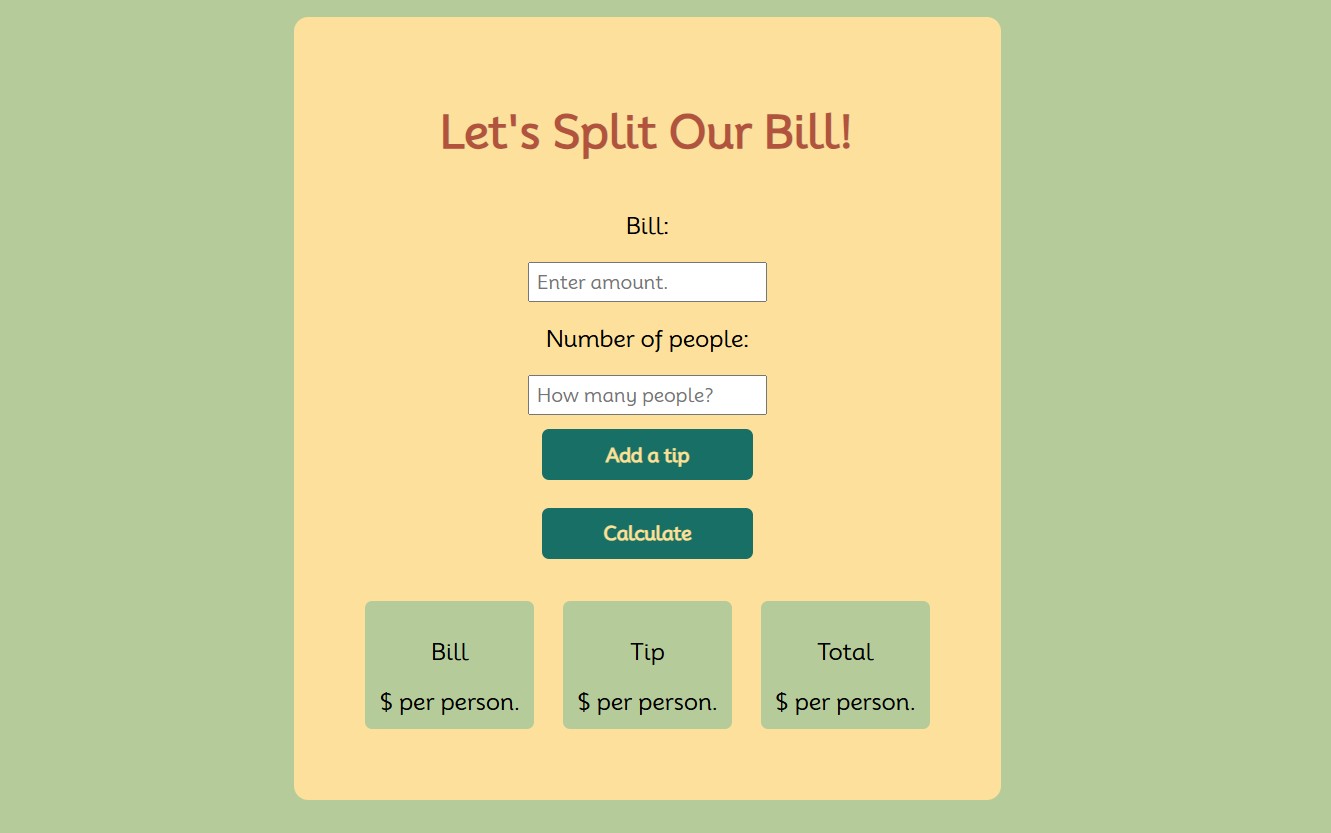 Let's Split Our Bill!
Bill:
Enter amount.
Number of people:
How many people?
Add a tip
Calculate
Bill
$ per person.
Tip
$ per person.
Total
$ per person.